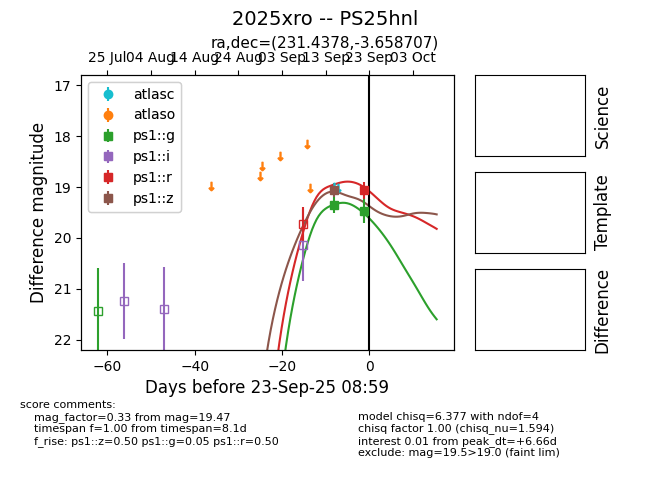 2025xro -- PS25hnl
ra,dec=(231.4378,-3.658707)
25 Jul 04 Aug 14 Aug 24 Aug 03 Sep 13 Sep 23 Sep 03 Oct
17
18
19
20
21
22
Difference magnitude
atlasc
atlaso
ps1::g
ps1::i
ps1::r
ps1::z
−60 −40 −20 0
Days before 23-Sep-25 08:59
Science
Template
Difference
score comments:
mag_factor=0.33 from mag=19.47
timespan f=1.00 from timespan=8.1d
f_rise: ps1::z=0.50 ps1::g=0.05 ps1::r=0.50
model chisq=6.377 with ndof=4
chisq factor 1.00 (chisq_nu=1.594)
interest 0.01 from peak_dt=+6.66d
exclude: mag=19.5>19.0 (faint lim)